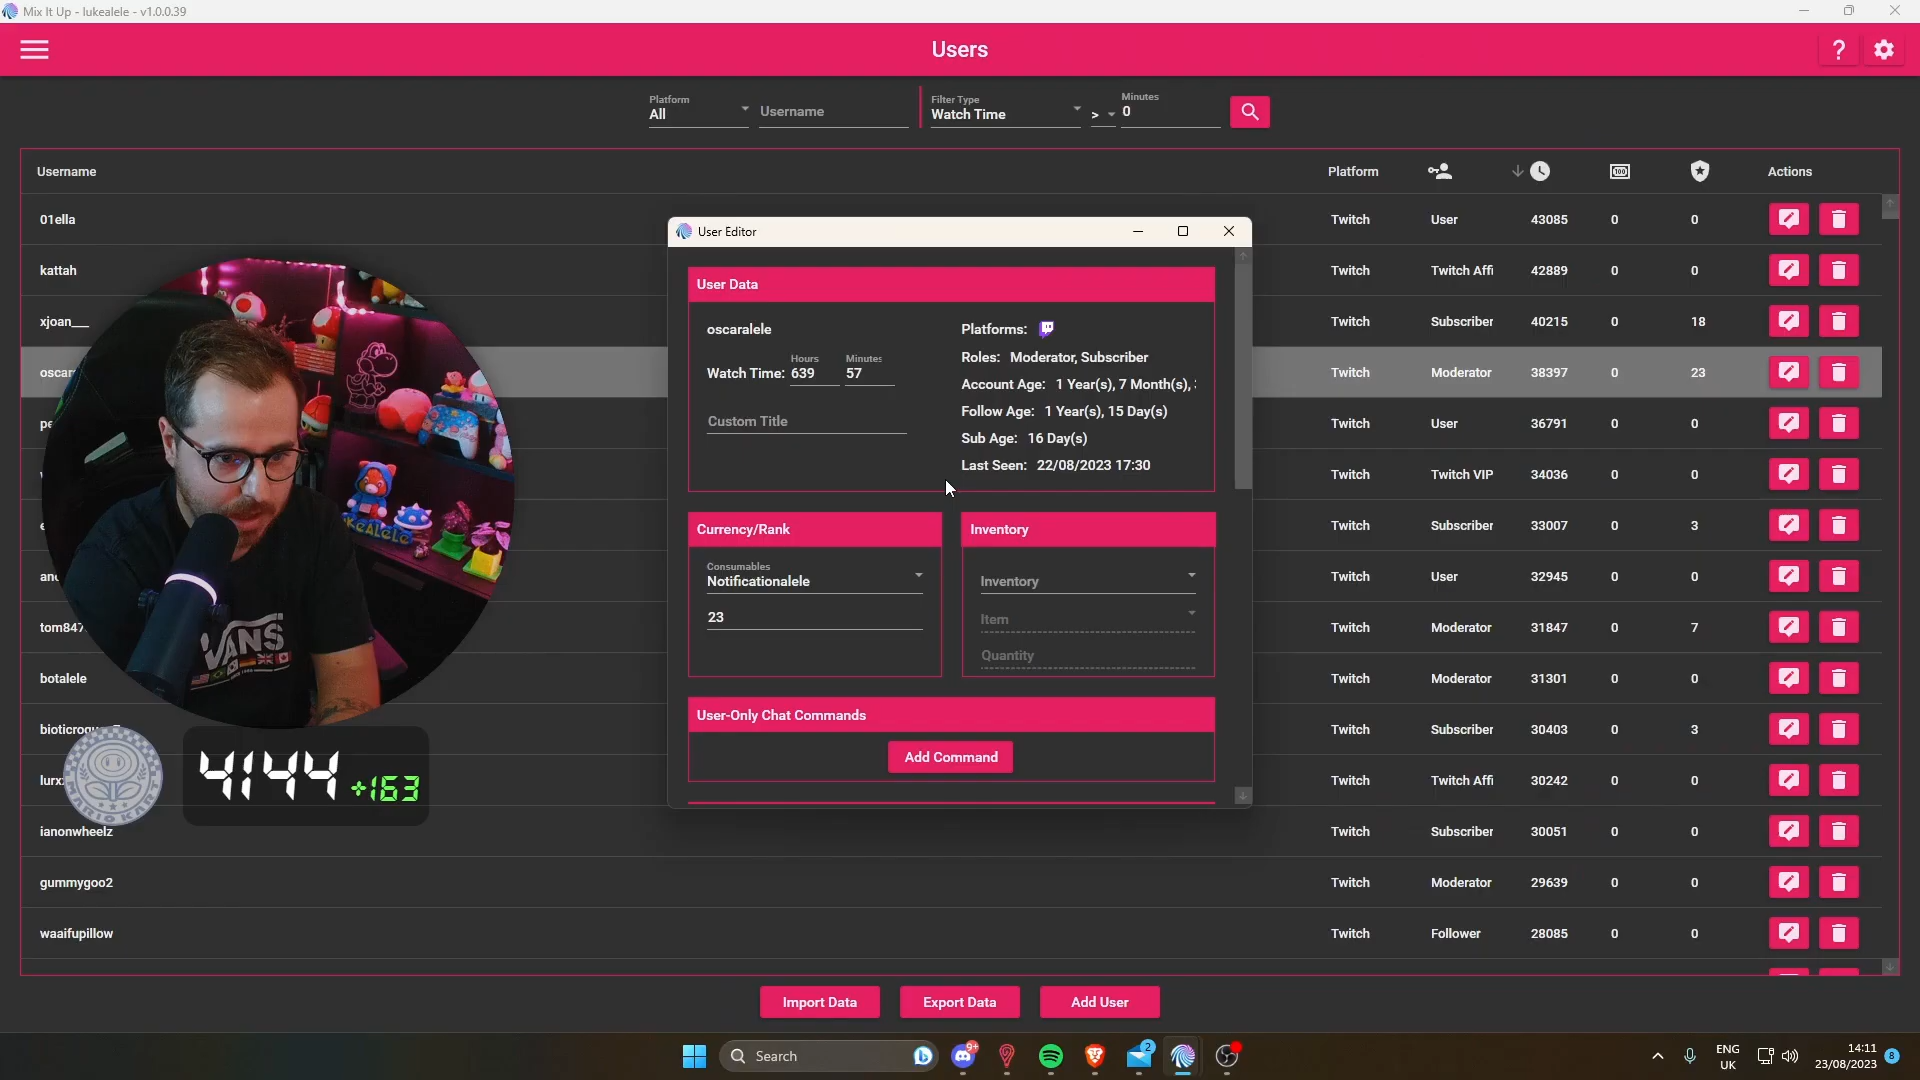 Mix It Up - lukealele - v1.0.0.39
Users
?
Platform
All
Username
Filter Type
Watch Time
>
Minutes
0
Username
Platform
100
Actions
01ella
Twitch User 43085 0 0
kattah
Twitch Twitch Affi 42889 0 0
xjoan__
Twitch Subscriber 40215 0 18
Twitch Moderator 38397 0 23
Twitch User 36791 0 0
Twitch Twitch VIP 34036 0 0
Twitch Subscriber 33007 0 3
Twitch User 32945 0 0
tom847
Twitch Moderator 31847 0 7
botalele
Twitch Moderator 31301 0 0
Twitch Subscriber 30403 0 3
Twitch Twitch Affi 30242 0 0
ianonwheelz
Twitch Subscriber 30051 0 0
gummygoo2
Twitch Moderator 29639 0 0
waaifupillow
Twitch Follower 28085 0 0
User Editor
User Data
oscaralele
Watch Time:
Hours
639
Minutes
57
Custom Title
Platforms:
Roles: Moderator, Subscriber
Account Age: 1 Year(s), 7 Month(s),
Follow Age: 1 Year(s), 15 Day(s)
Sub Age: 16 Day(s)
Last Seen: 22/08/2023 17:30
Currency/Rank
Consumables
Notificationalele
23
Inventory
Inventory
Item
Quantity
User-Only Chat Commands
Add Command
VANS
MARIO KART
4144 +163
Import Data
Export Data
Add User
Search
9+
2
ENG
UK
14:11
23/08/2023
8